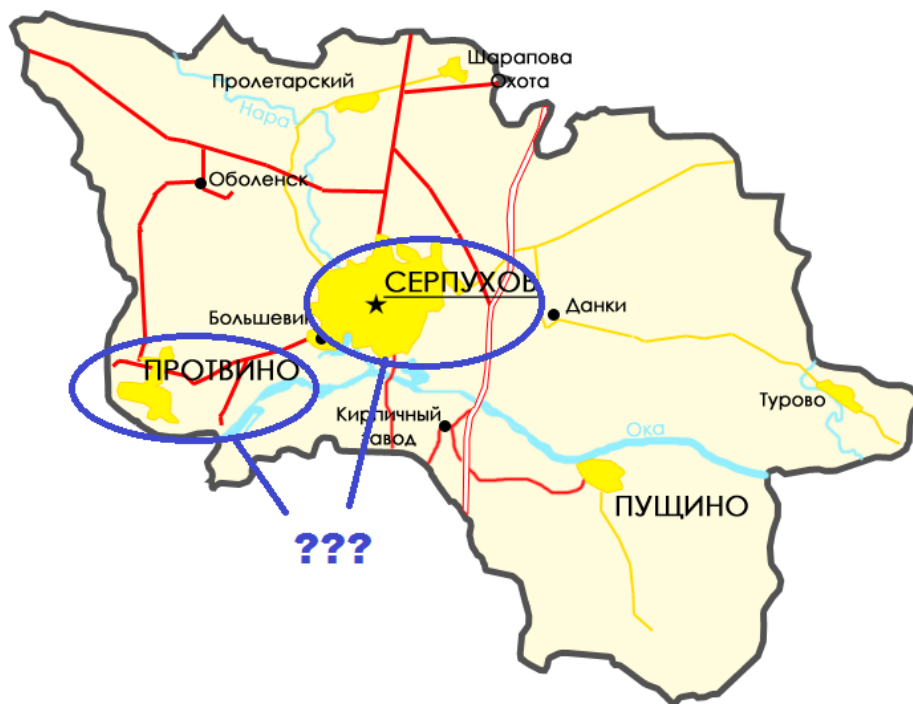 Шарапова
Охота
Пролетарский
Нара
Оболенск
СЕРПУХОВ
Данки
Большевик
ПРОТВИНО
Турово
Кирпичный
Завод
Ока
ПУЩИНО
???